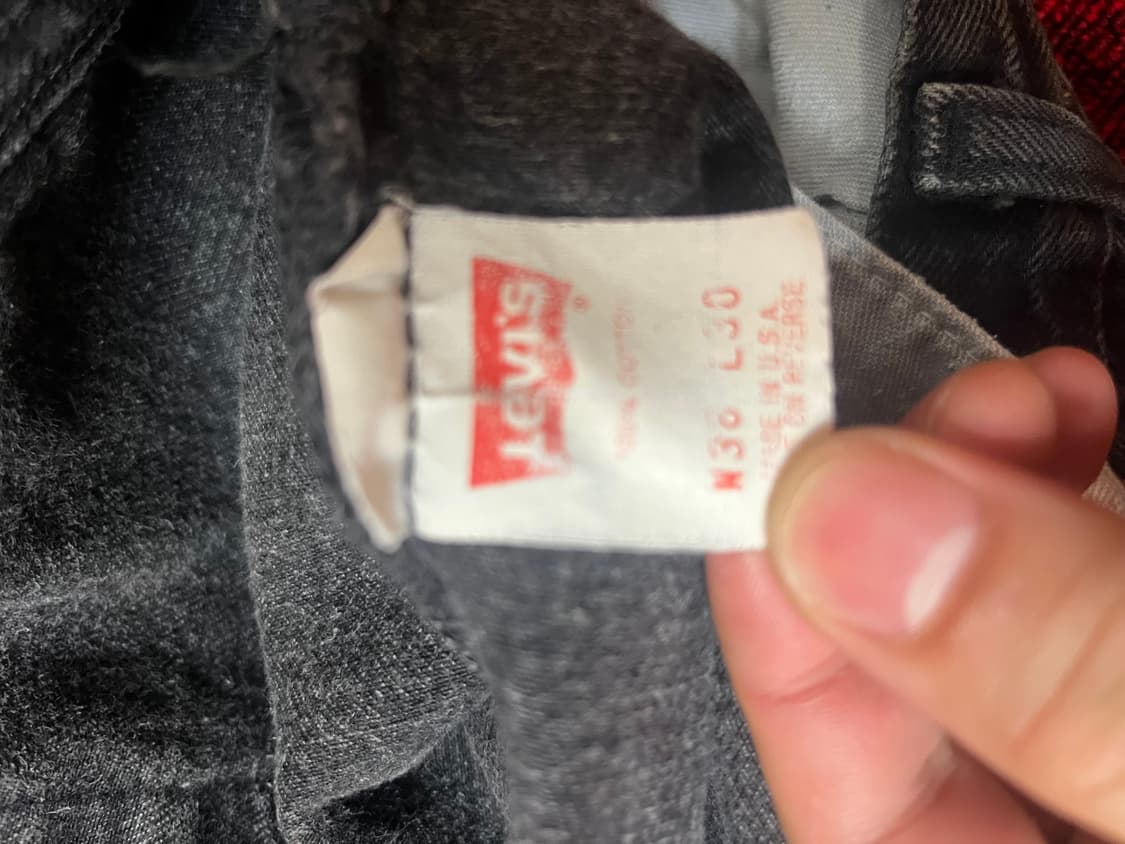 Levi's
®
100% COTTON
W36 L30
MADE IN U.S.A.
ON REVERSE